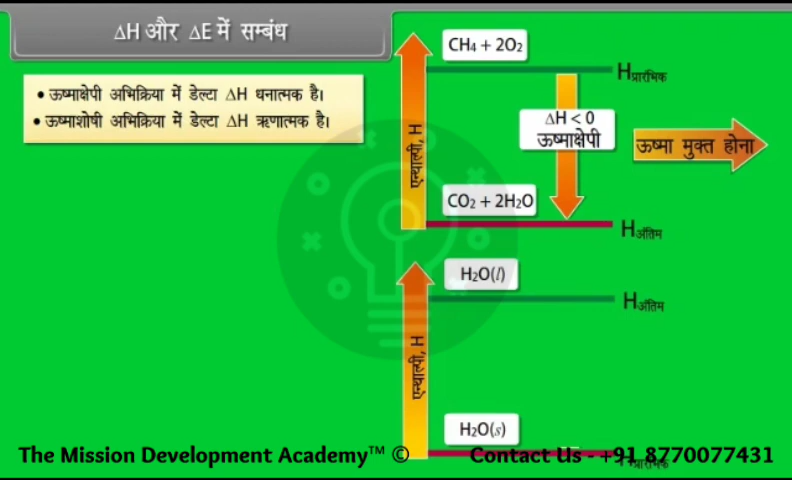 ΔH और ΔE में सम्बंध
• ऊष्माक्षेपी अभिक्रिया में डेल्टा ΔH धनात्मक है।
• ऊष्माशोषी अभिक्रिया में डेल्टा ΔH ऋणात्मक है।
CH₄ + 2O₂
Hप्रारंभिक
एन्थाल्पी, H
ΔH < 0
ऊष्माक्षेपी
ऊष्मा मुक्त होना
CO₂ + 2H₂O
Hअंतिम
H₂O(l)
Hअंतिम
एन्थाल्पी, H
H₂O(s)
Hप्रारंभिक
The Mission Development Academy™ ©
Contact Us - +91 8770077431